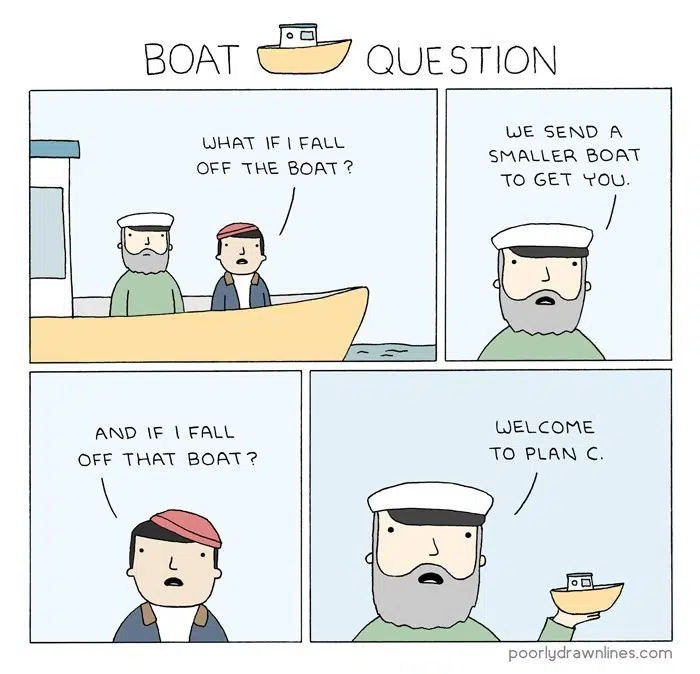 BOAT QUESTION
WHAT IF I FALL
OFF THE BOAT?
WE SEND A
SMALLER BOAT
TO GET YOU.
AND IF I FALL
OFF THAT BOAT?
WELCOME
TO PLAN C.
poorlydrawnlines.com